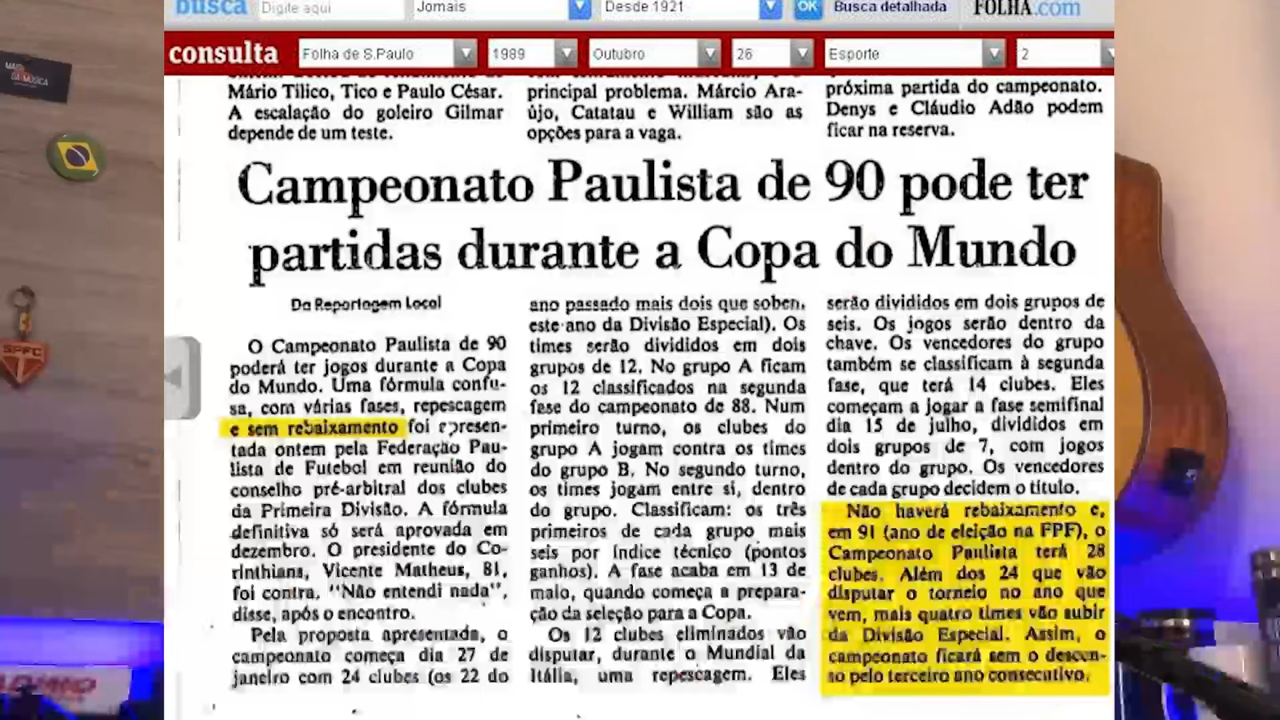 busca
Digite aqui
Jornais
Desde 1921
OK
Busca detalhada
FOLHA.com
consulta
Folha de S.Paulo
1989
Outubro
26
Esporte
2
Mário Tilico, Tico e Paulo César.
A escalação do goleiro Gilmar
depende de um teste.
principal problema. Márcio Ara-
újo, Catatau e William são as
opções para a vaga.
próxima partida do campeonato.
Denys e Cláudio Adão podem
ficar na reserva.
Campeonato Paulista de 90 pode ter
partidas durante a Copa do Mundo
Da Reportagem Local
O Campeonato Paulista de 90
poderá ter jogos durante a Copa
do Mundo. Uma fórmula confu-
sa, com várias fases, repescagem
e sem rebaixamento foi apresen-
tada ontem pela Federação Pau-
lista de Futebol em reunião do
conselho pré-arbitral dos clubes
da Primeira Divisão. A fórmula
definitiva só será aprovada em
dezembro. O presidente do Co-
rinthians, Vicente Matheus, 81,
foi contra. "Não entendi nada",
disse, após o encontro.
Pela proposta apresentada, o
campeonato começa dia 27 de
janeiro com 24 clubes (os 22 do
ano passado mais dois que sobem,
este ano da Divisão Especial). Os
times serão divididos em dois
grupos de 12. No grupo A ficam
os 12 classificados na segunda
fase do campeonato de 88. Num
primeiro turno, os clubes do
grupo A jogam contra os times
do grupo B. No segundo turno,
os times jogam entre si, dentro
do grupo. Classificam: os três
primeiros de cada grupo mais
seis por índice técnico (pontos
ganhos). A fase acaba em 13 de
maio, quando começa a prepara-
ção da seleção para a Copa.
Os 12 clubes eliminados vão
disputar, durante o Mundial da
Itália, uma repescagem. Eles
serão divididos em dois grupos de
seis. Os jogos serão dentro da
chave. Os vencedores do grupo
também se classificam à segunda
fase, que terá 14 clubes. Eles
começam a jogar a fase semifinal
dia 15 de julho, divididos em
dois grupos de 7, com jogos
dentro do grupo. Os vencedores
de cada grupo decidem o título.
Não haverá rebaixamento e,
em 91 (ano de eleição na FPF), o
Campeonato Paulista terá 28
clubes. Além dos 24 que vão
disputar o torneio no ano que
vem, mais quatro times vão subir
da Divisão Especial. Assim, o
campeonato ficará sem o descen-
so pelo terceiro ano consecutivo.
SPFC